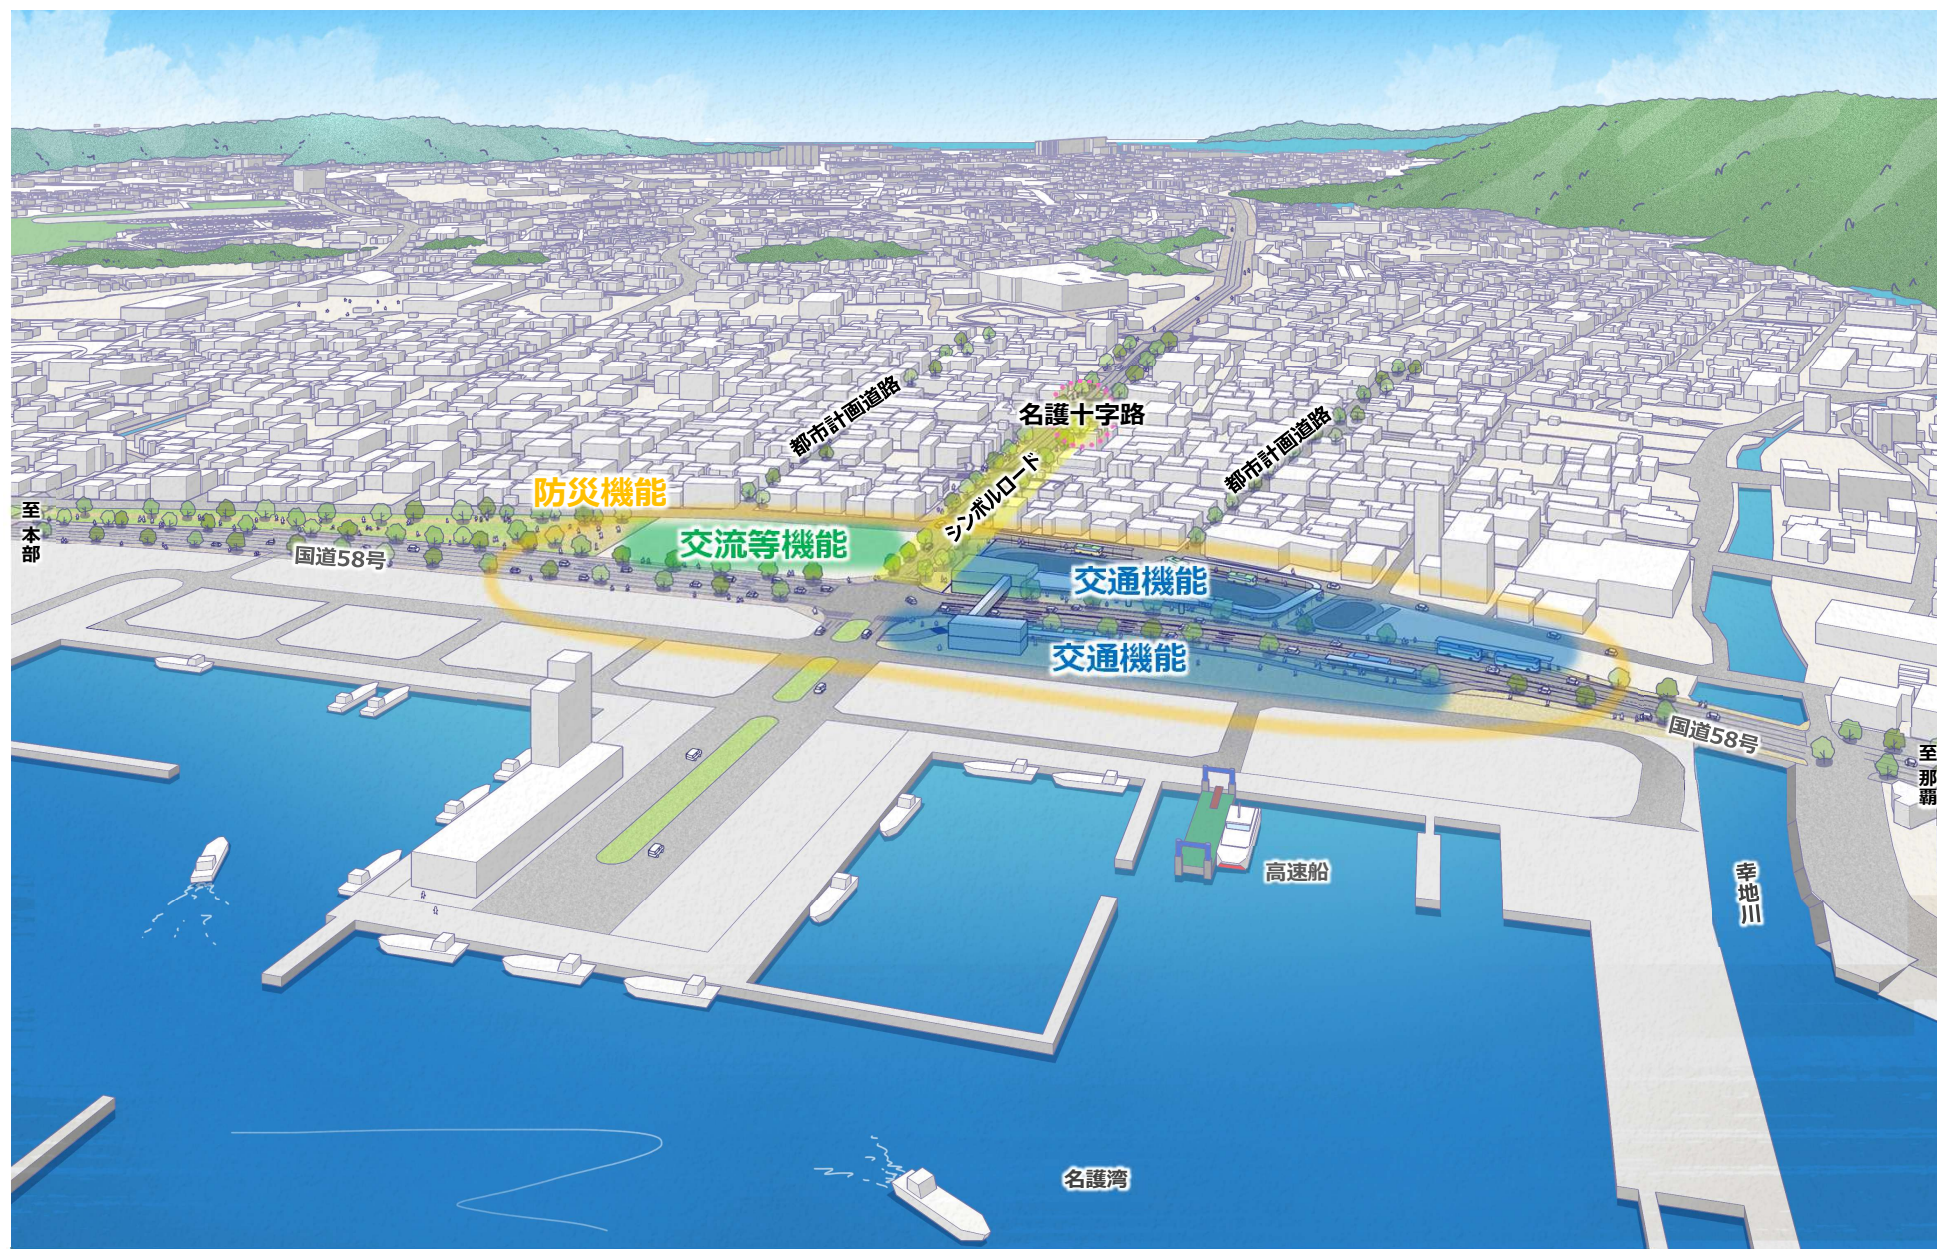 都市計画道路
名護十字路
都市計画道路
シンボルロード
防災機能
至 本部
交流等機能
国道58号
交通機能
交通機能
国道58号
至 那覇
高速船
幸地川
名護湾